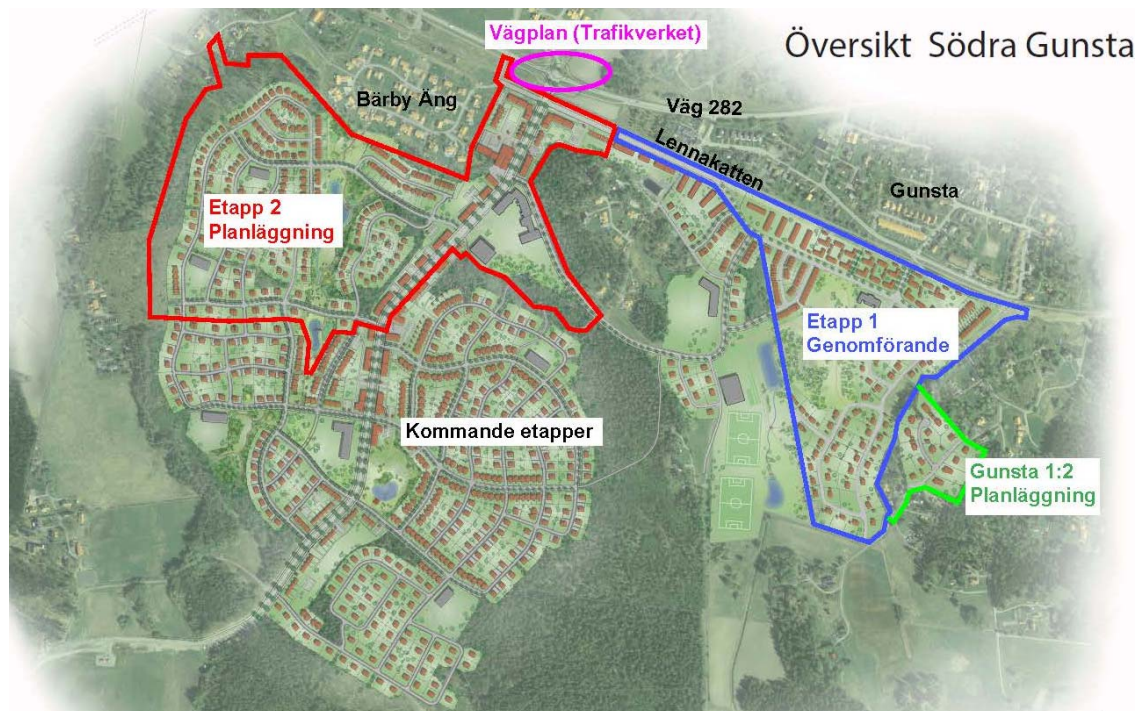 Vägplan (Trafikverket)
Översikt Södra Gunsta
Bärby Äng
Väg 282
Lennakatten
Gunsta
Etapp 2
Planläggning
Etapp 1
Genomförande
Kommande etapper
Gunsta 1:2
Planläggning